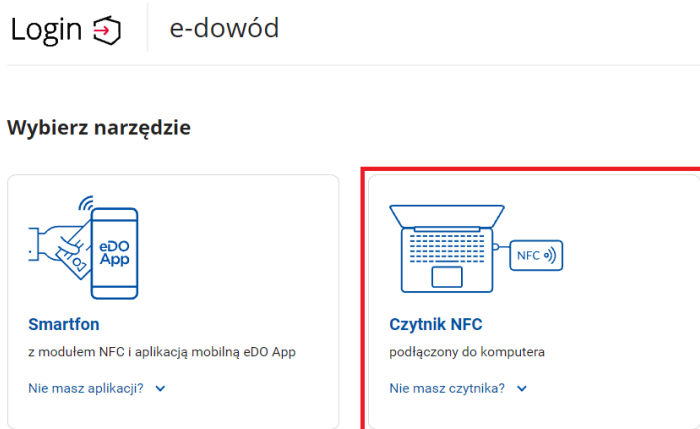 Login e-dowód
Wybierz narzędzie
eDO
App
Smartfon
z modułem NFC i aplikacją mobilną eDO App
Nie masz aplikacji?
NFC
Czytnik NFC
podłączony do komputera
Nie masz czytnika?